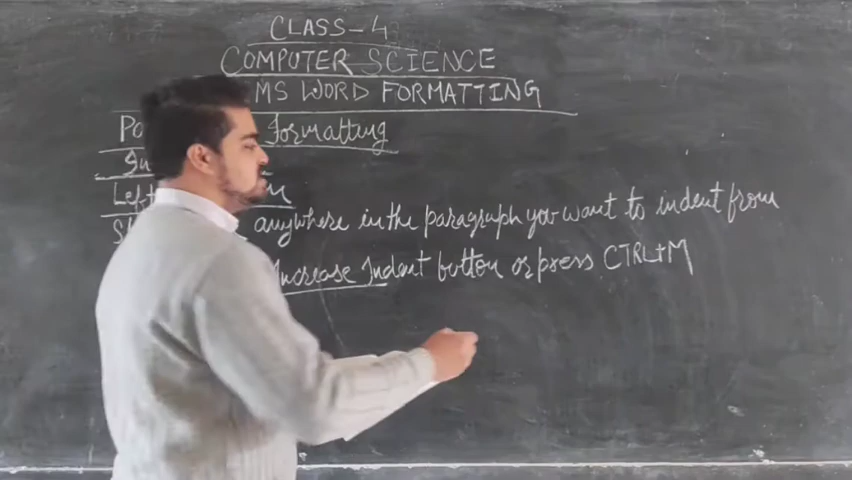 CLASS-4
COMPUTER SCIENCE
MS WORD FORMATTING
Formatting
Left
anywhere in the paragraph you want to indent from
Increase Indent button or press CTRL+M